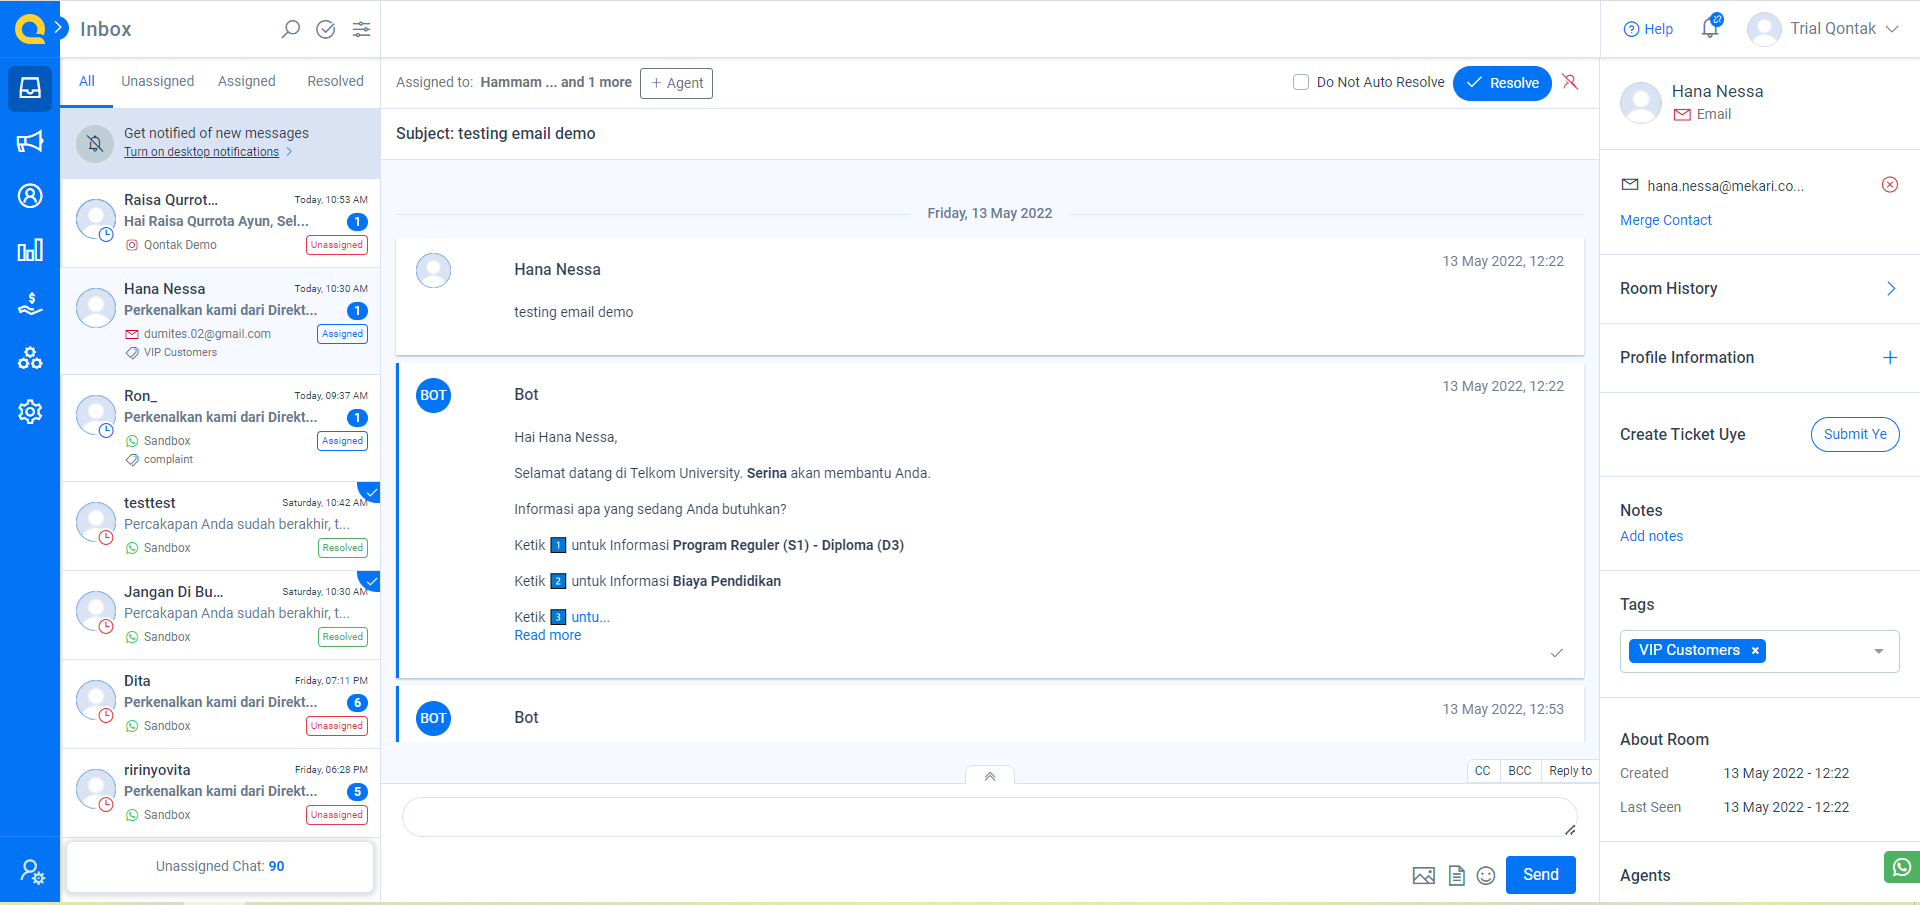 Inbox
Help
Trial Qontak
All
Unassigned
Assigned
Resolved
Get notified of new messages
Turn on desktop notifications
Raisa Qurrot...
Today, 10:53 AM
Hai Raisa Qurrota Ayun, Sel...
1
Qontak Demo
Unassigned
Hana Nessa
Today, 10:30 AM
Perkenalkan kami dari Direkt...
1
dumites.02@gmail.com
Assigned
VIP Customers
Ron_
Today, 09:37 AM
Perkenalkan kami dari Direkt...
1
Sandbox
Assigned
complaint
testtest
Saturday, 10:42 AM
Percakapan Anda sudah berakhir, t...
Sandbox
Resolved
Jangan Di Bu...
Saturday, 10:30 AM
Percakapan Anda sudah berakhir, t...
Sandbox
Resolved
Dita
Friday, 07:11 PM
Perkenalkan kami dari Direkt...
6
Sandbox
Unassigned
ririnyovita
Friday, 06:28 PM
Perkenalkan kami dari Direkt...
5
Sandbox
Unassigned
Unassigned Chat: 90
Assigned to: Hammam ... and 1 more
+ Agent
Do Not Auto Resolve
Resolve
Subject: testing email demo
Friday, 13 May 2022
Hana Nessa
13 May 2022, 12:22
testing email demo
BOT
Bot
13 May 2022, 12:22
Hai Hana Nessa,
Selamat datang di Telkom University. Serina akan membantu Anda.
Informasi apa yang sedang Anda butuhkan?
Ketik 1 untuk Informasi Program Reguler (S1) - Diploma (D3)
Ketik 2 untuk Informasi Biaya Pendidikan
Ketik 3 untu...
Read more
BOT
Bot
13 May 2022, 12:53
CC
BCC
Reply to
Send
Hana Nessa
Email
hana.nessa@mekari.co...
Merge Contact
Room History
Profile Information
Create Ticket Uye
Submit Ye
Notes
Add notes
Tags
VIP Customers ×
About Room
Created
13 May 2022 - 12:22
Last Seen
13 May 2022 - 12:22
Agents